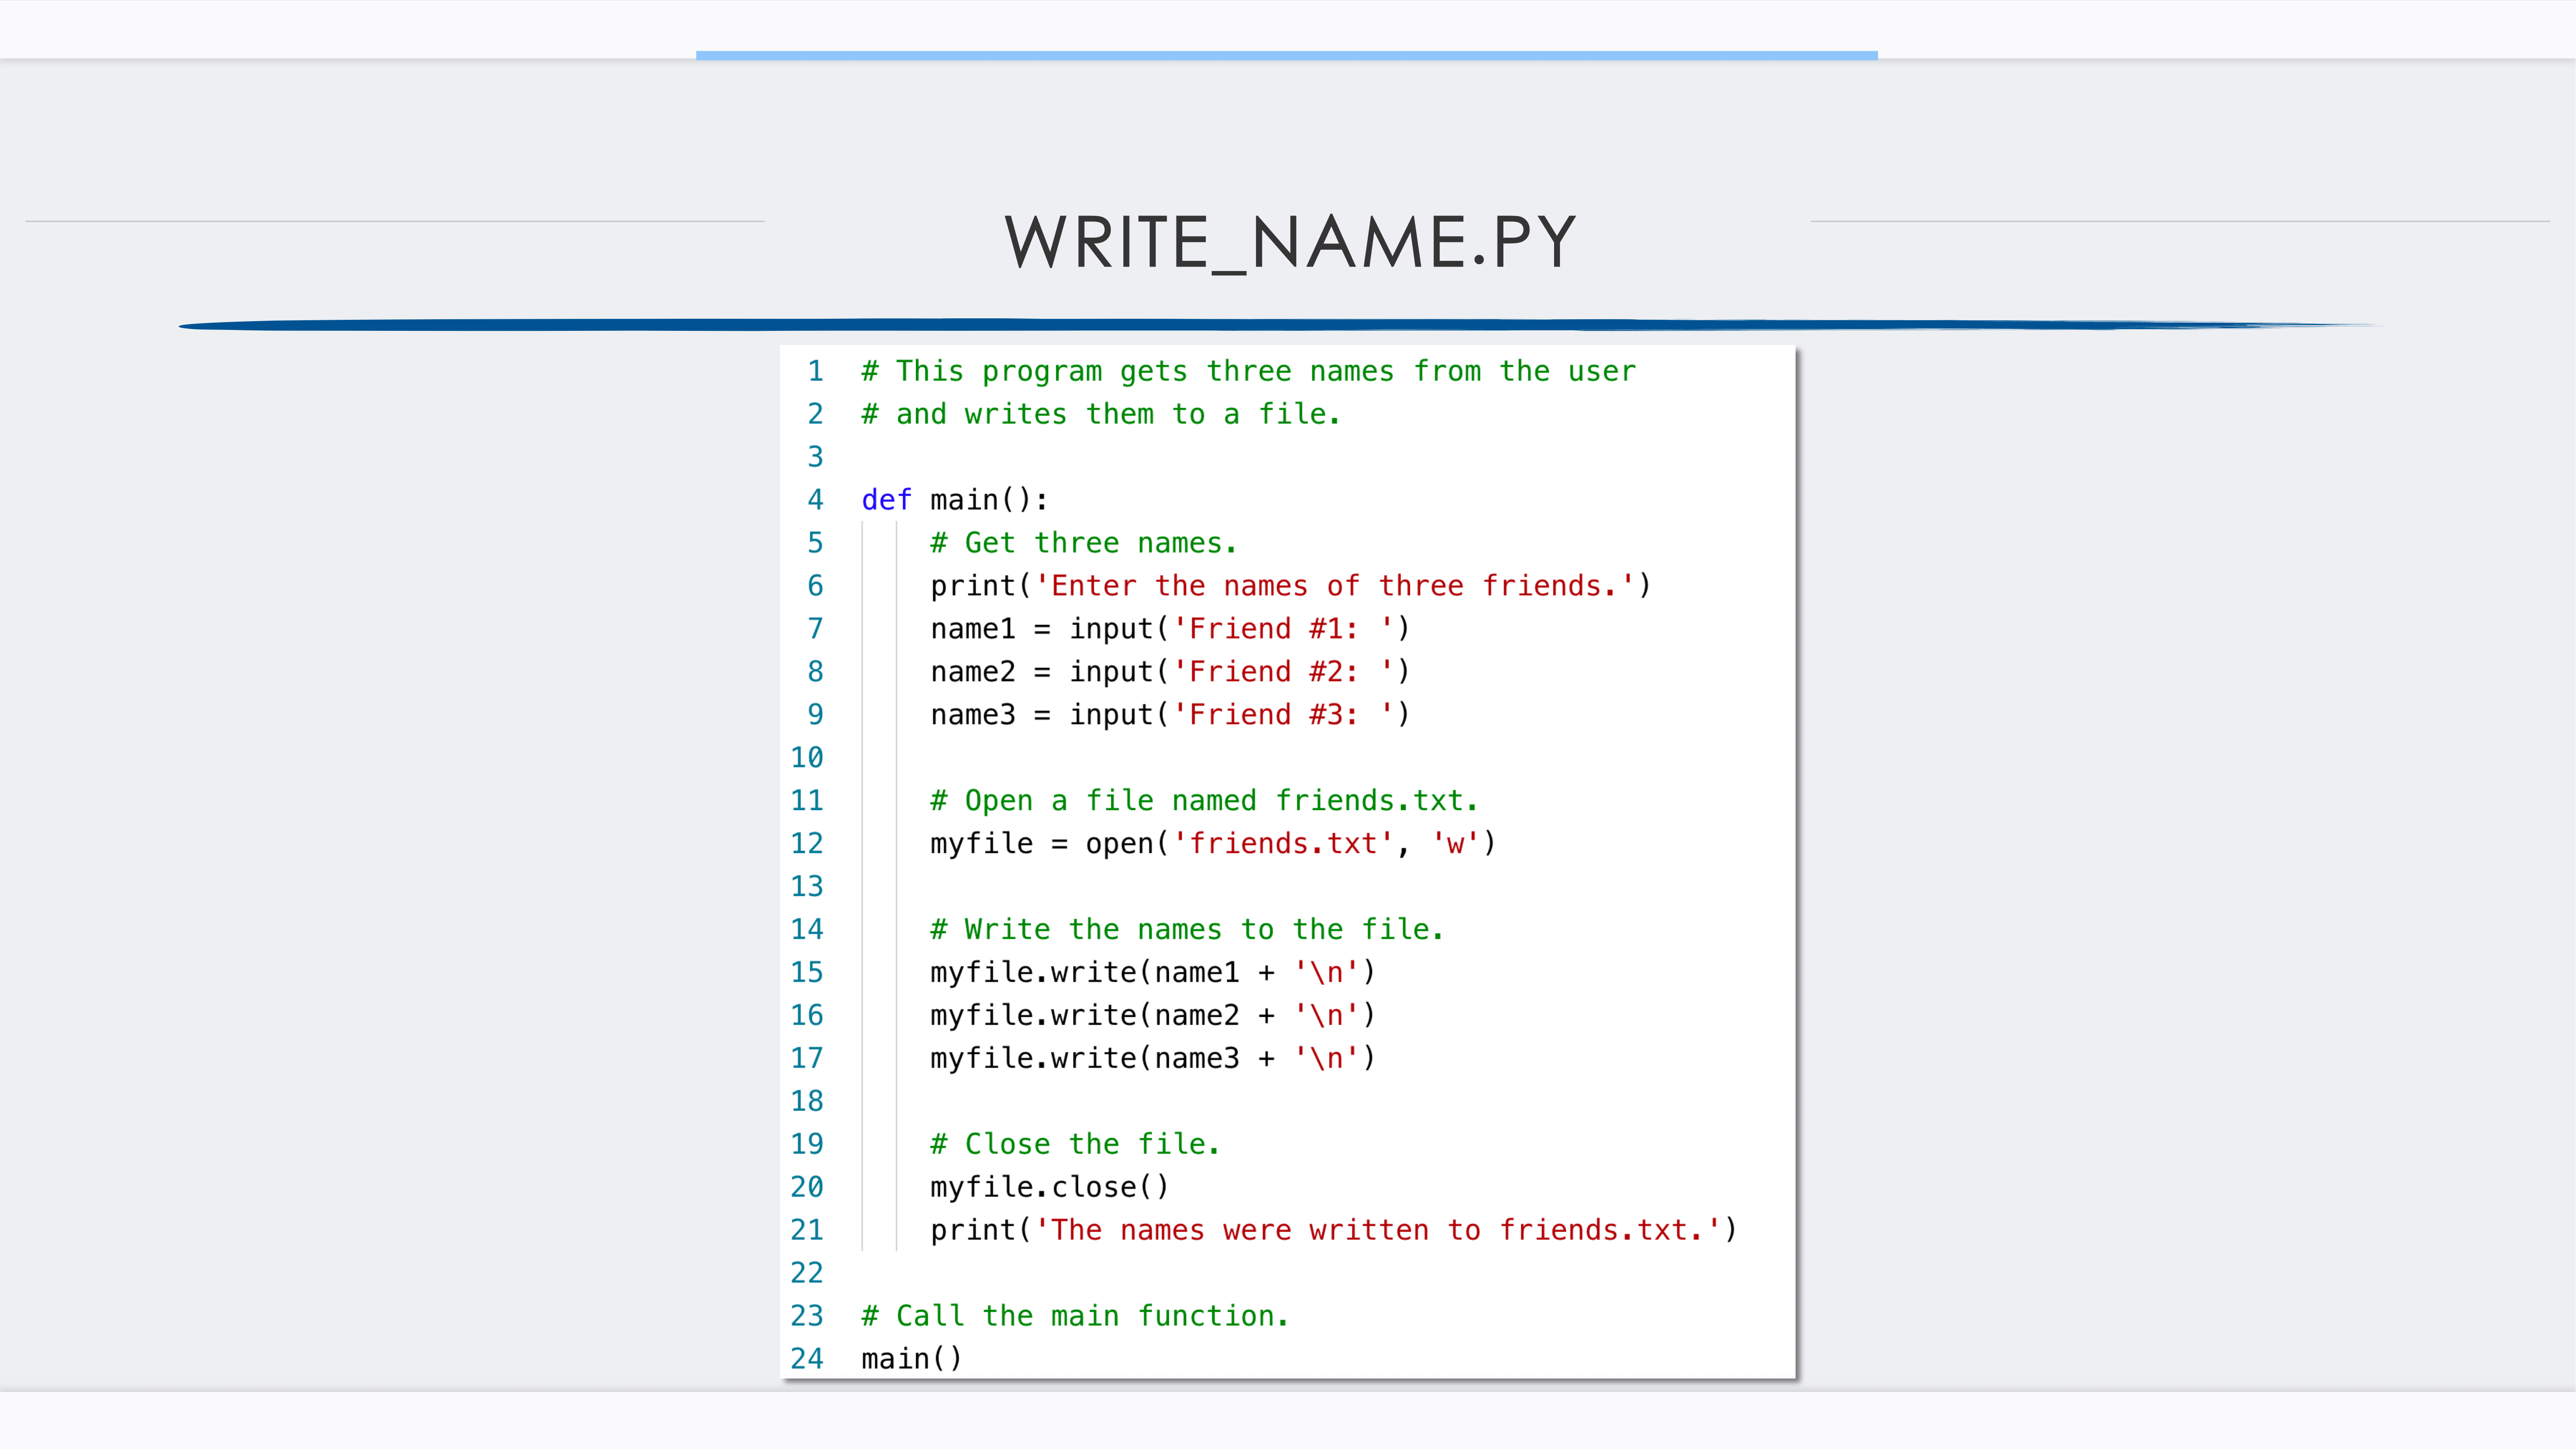 WRITE_NAME.PY
1 # This program gets three names from the user
2 # and writes them to a file.
3
4 def main():
5     # Get three names.
6     print('Enter the names of three friends.')
7     name1 = input('Friend #1: ')
8     name2 = input('Friend #2: ')
9     name3 = input('Friend #3: ')
10
11     # Open a file named friends.txt.
12     myfile = open('friends.txt', 'w')
13
14     # Write the names to the file.
15     myfile.write(name1 + '\n')
16     myfile.write(name2 + '\n')
17     myfile.write(name3 + '\n')
18
19     # Close the file.
20     myfile.close()
21     print('The names were written to friends.txt.')
22
23 # Call the main function.
24 main()